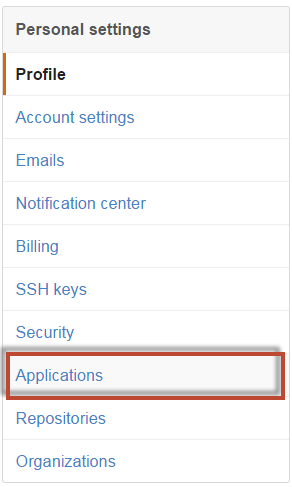 Personal settings
Profile
Account settings
Emails
Notification center
Billing
SSH keys
Security
Applications
Repositories
Organizations